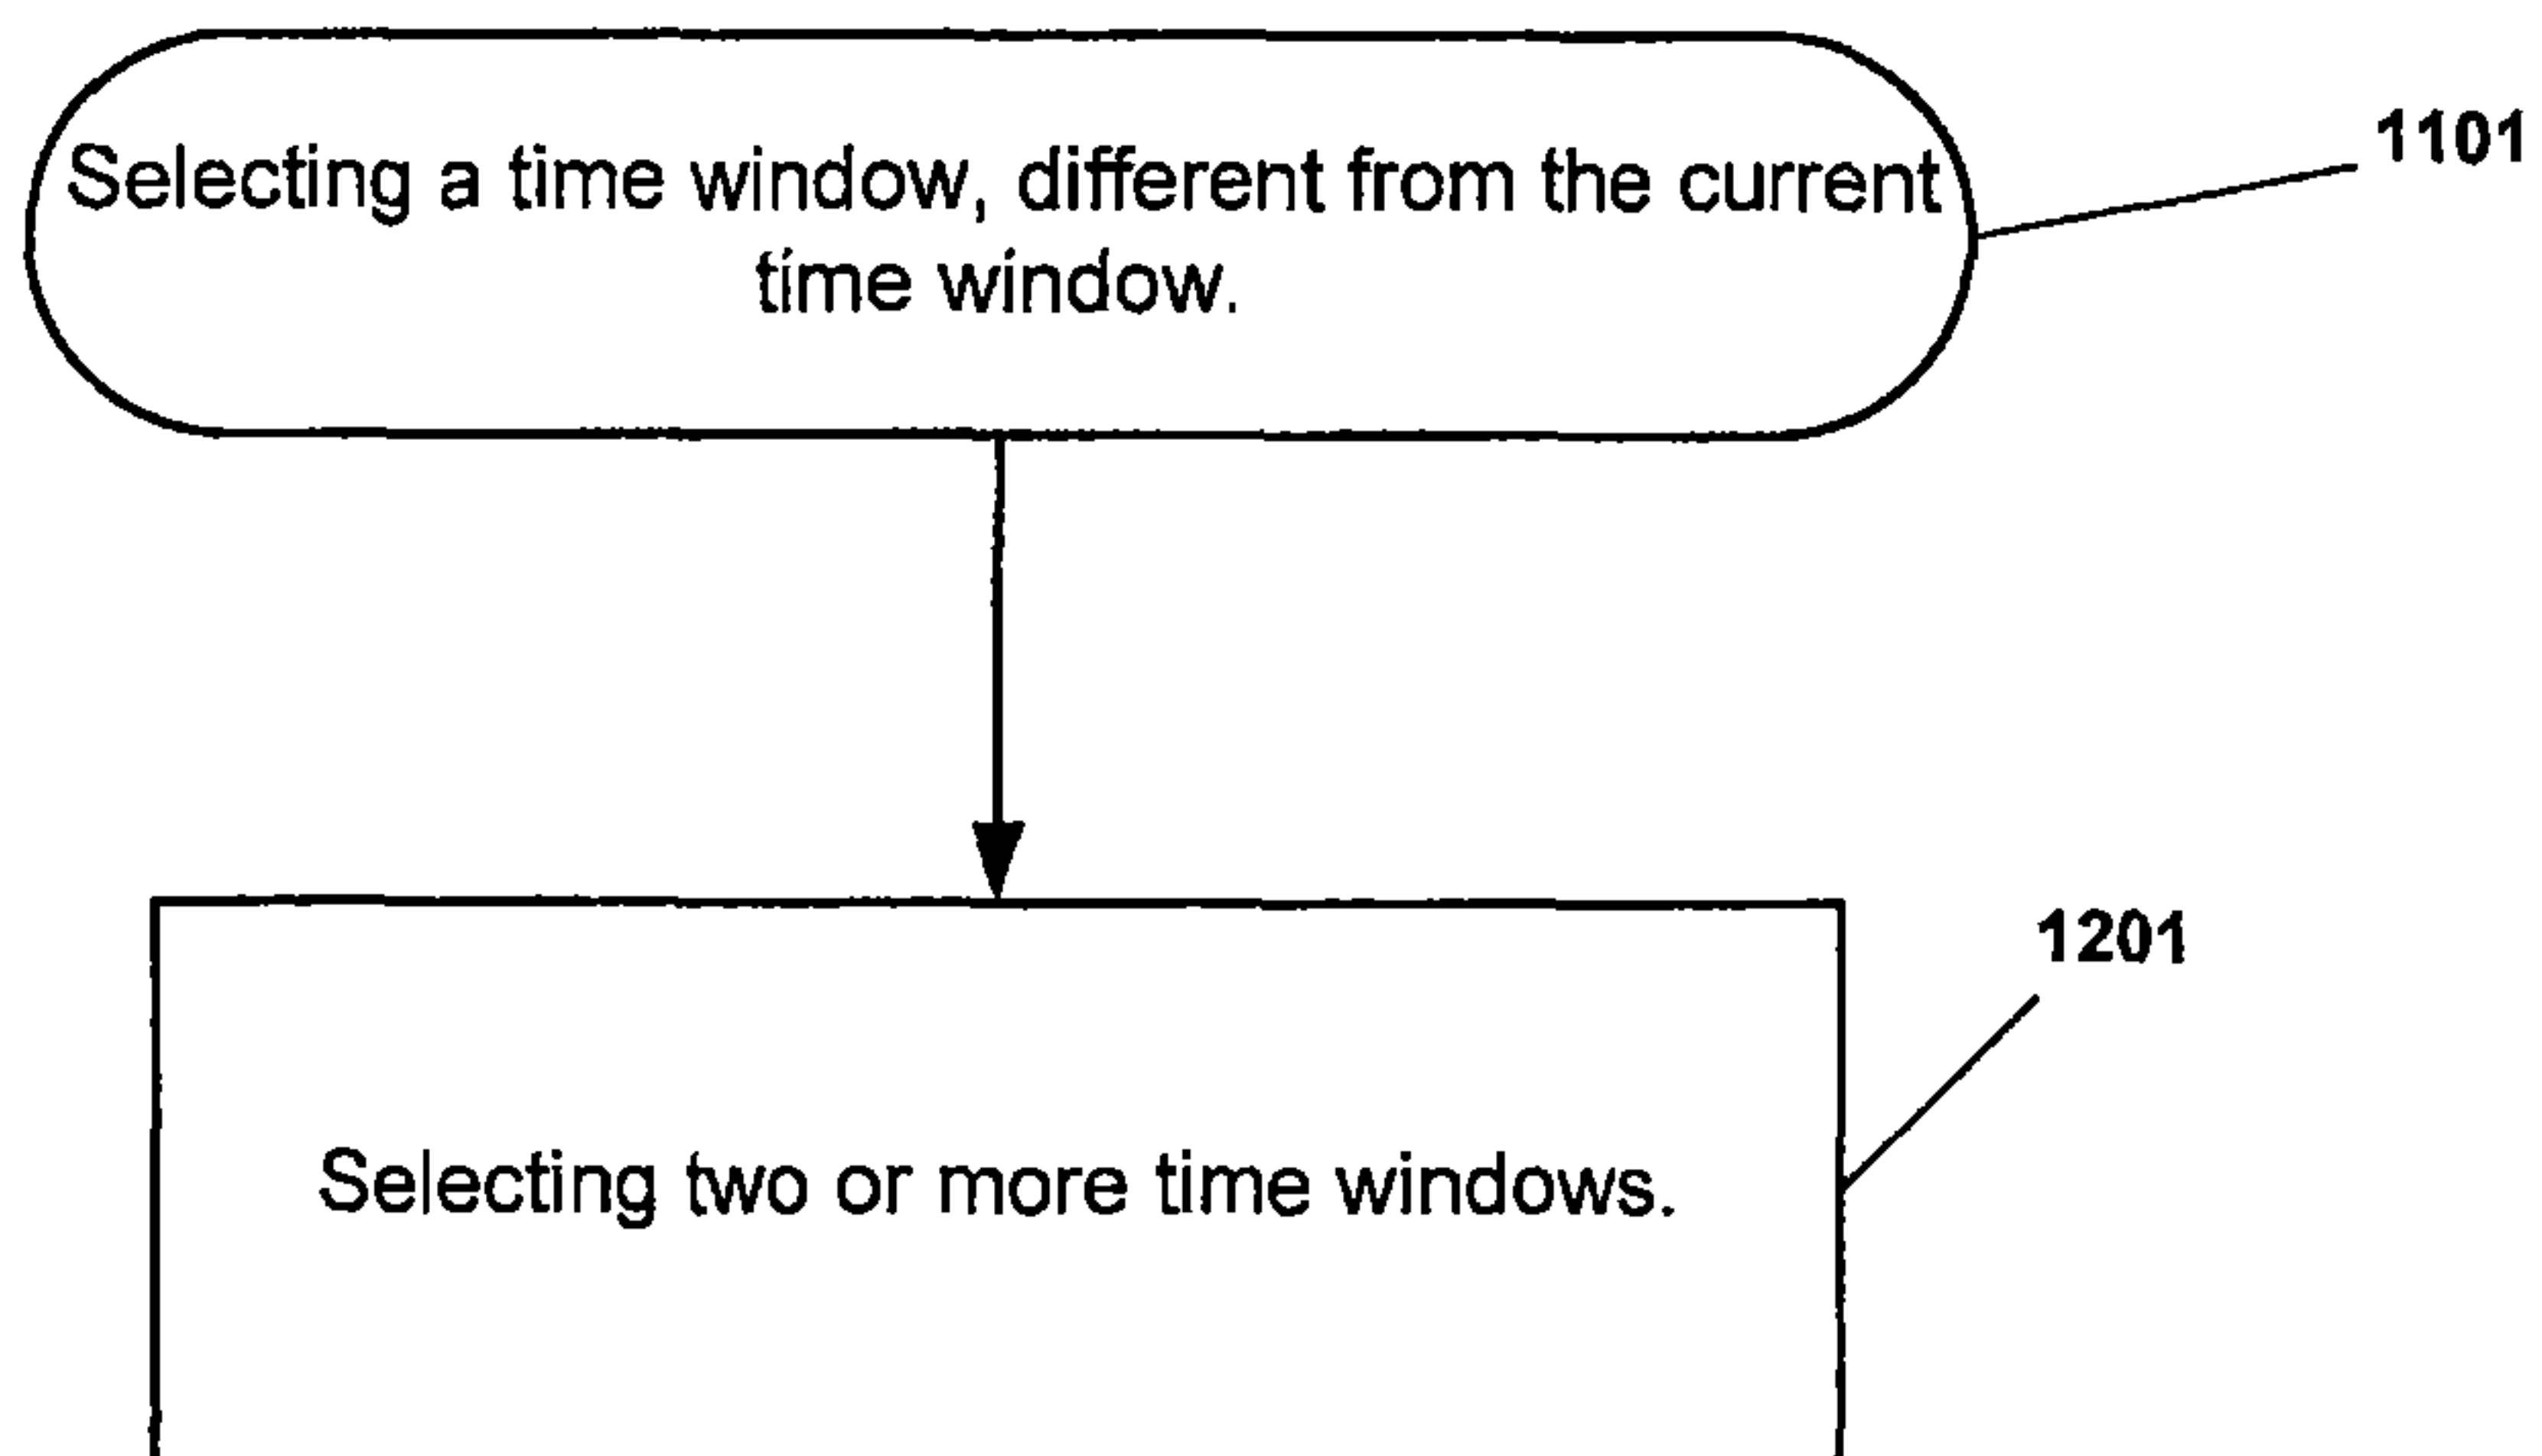 Selecting a time window, different from the current
time window.
1101
1201
Selecting two or more time windows.